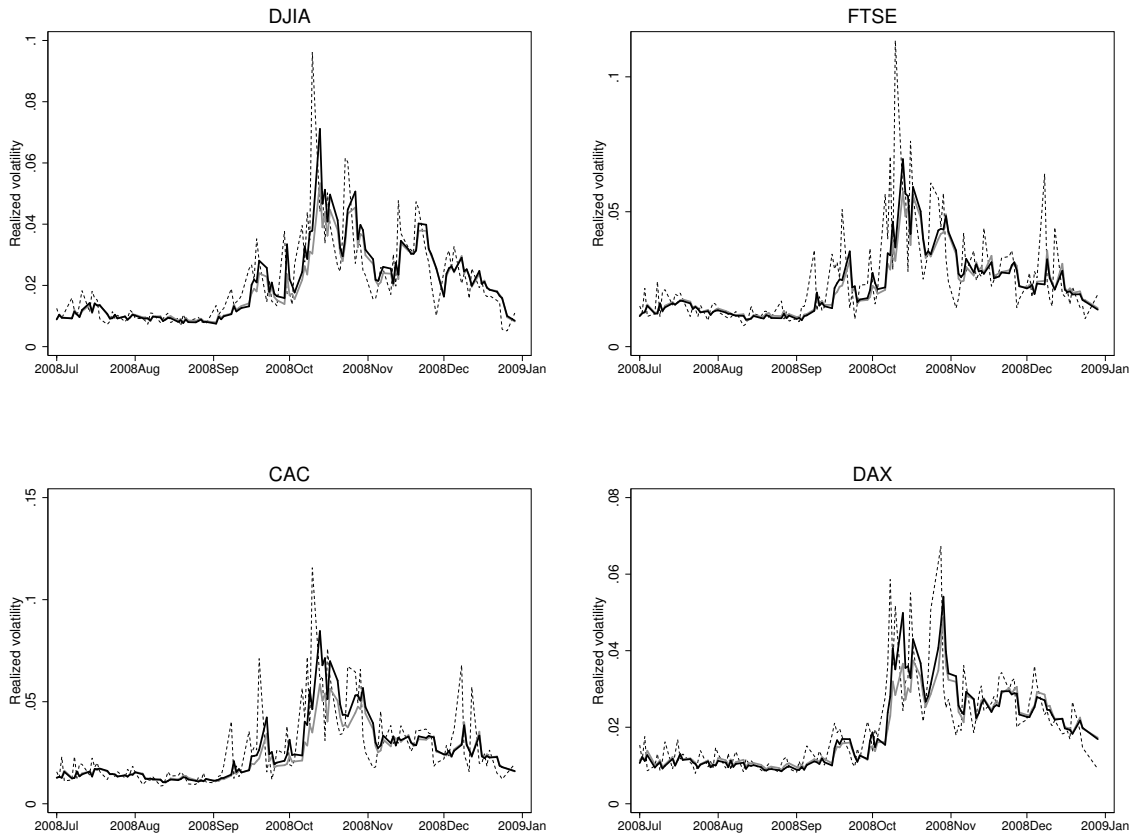 DJIA
Realized volatility
.1
.08
.06
.04
.02
0
2008Jul 2008Aug 2008Sep 2008Oct 2008Nov 2008Dec 2009Jan
FTSE
Realized volatility
.1
.05
0
2008Jul 2008Aug 2008Sep 2008Oct 2008Nov 2008Dec 2009Jan
CAC
Realized volatility
.15
.1
.05
0
2008Jul 2008Aug 2008Sep 2008Oct 2008Nov 2008Dec 2009Jan
DAX
Realized volatility
.08
.06
.04
.02
0
2008Jul 2008Aug 2008Sep 2008Oct 2008Nov 2008Dec 2009Jan